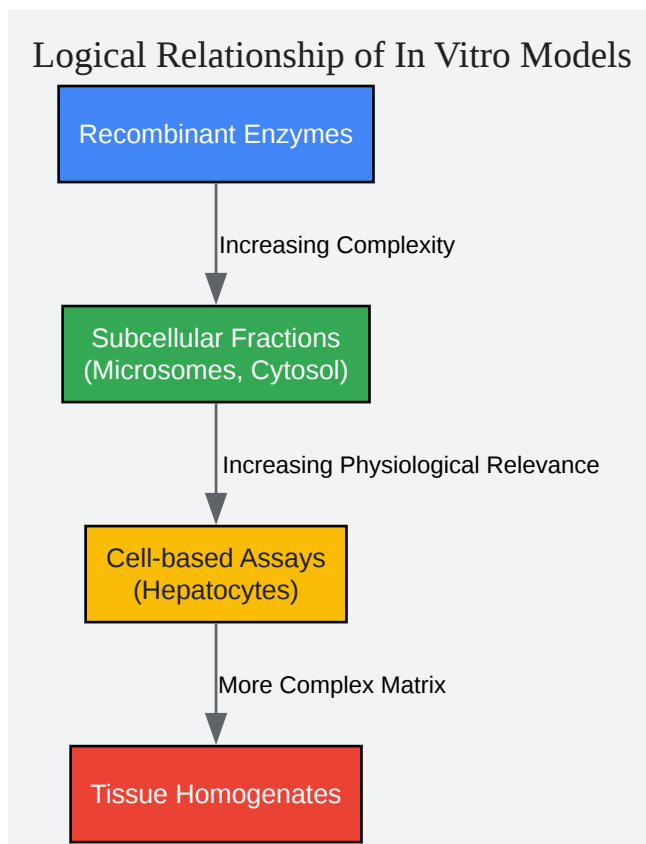 Logical Relationship of In Vitro Models
Recombinant Enzymes
Increasing Complexity
Subcellular Fractions
(Microsomes, Cytosol)
Increasing Physiological Relevance
Cell-based Assays
(Hepatocytes)
More Complex Matrix
Tissue Homogenates